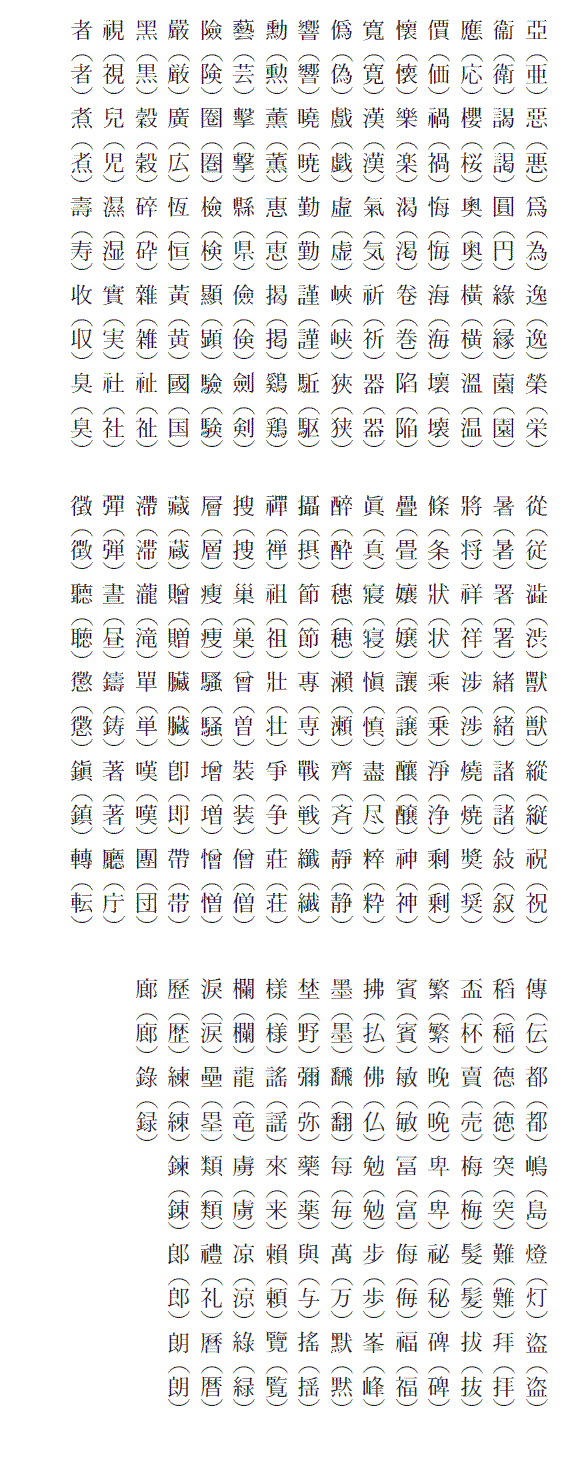 亞（亜）惡（悪）爲（為）逸（逸）榮（栄）
衞（衛）謁（謁）圓（円）緣（縁）薗（園）
應（応）櫻（桜）奧（奥）橫（横）溫（温）
價（価）禍（禍）悔（悔）海（海）壞（壊）
懷（懐）樂（楽）渴（渇）卷（巻）陷（陥）
寬（寛）漢（漢）氣（気）祈（祈）器（器）
僞（偽）戲（戯）虛（虚）峽（峡）狹（狭）
響（響）曉（暁）勤（勤）謹（謹）駈（駆）
勳（勲）薰（薫）惠（恵）揭（掲）鷄（鶏）
藝（芸）擊（撃）縣（県）儉（倹）劍（剣）
險（険）圈（圏）檢（検）顯（顕）驗（験）
嚴（厳）廣（広）恆（恒）黃（黄）國（国）
黑（黒）穀（穀）碎（砕）雜（雑）祉（祉）
視（視）兒（児）濕（湿）實（実）社（社）
者（者）煮（煮）壽（寿）收（収）臭（臭）
從（従）澁（渋）獸（獣）縱（縦）祝（祝）
暑（暑）署（署）緖（緒）諸（諸）敍（叙）
將（将）祥（祥）涉（渉）燒（焼）奬（奨）
條（条）狀（状）乘（乗）淨（浄）剩（剰）
疊（畳）孃（嬢）讓（譲）釀（醸）神（神）
眞（真）寢（寝）愼（慎）盡（尽）粹（粋）
醉（酔）穗（穂）瀨（瀬）齊（斉）靜（静）
攝（摂）節（節）專（専）戰（戦）纖（繊）
禪（禅）祖（祖）壯（壮）爭（争）莊（荘）
搜（捜）巢（巣）曾（曽）裝（装）僧（僧）
層（層）瘦（痩）騷（騒）增（増）憎（憎）
藏（蔵）贈（贈）臟（臓）卽（即）帶（帯）
滯（滞）瀧（滝）單（単）嘆（嘆）團（団）
彈（弾）晝（昼）鑄（鋳）著（著）廳（庁）
徵（徴）聽（聴）懲（懲）鎭（鎮）轉（転）
傳（伝）都（都）嶋（島）燈（灯）盜（盗）
稻（稲）德（徳）突（突）難（難）拜（拝）
盃（杯）賣（売）梅（梅）髮（髪）拔（抜）
繁（繁）晚（晩）卑（卑）祕（秘）碑（碑）
賓（賓）敏（敏）冨（富）侮（侮）福（福）
拂（払）佛（仏）勉（勉）步（歩）峯（峰）
墨（墨）飜（翻）每（毎）萬（万）默（黙）
埜（野）彌（弥）藥（薬）與（与）搖（揺）
樣（様）謠（謡）來（来）賴（頼）覽（覧）
欄（欄）龍（竜）虜（虜）凉（涼）綠（緑）
淚（涙）壘（塁）類（類）禮（礼）曆（暦）
歷（歴）練（練）鍊（錬）郞（郎）朗（朗）
廊（廊）錄（録）